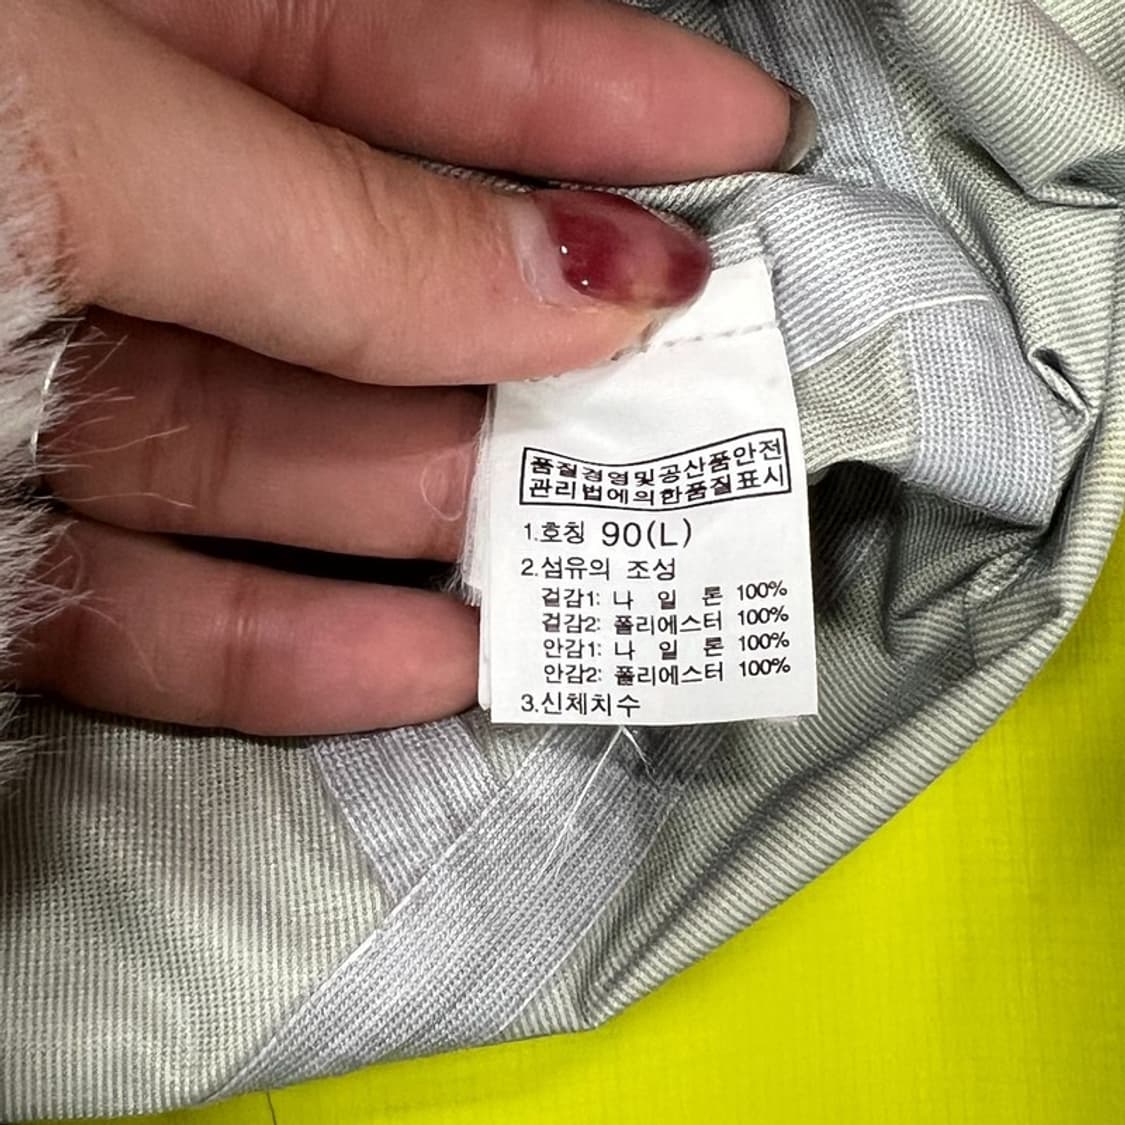 품질경영및공산품안전
관리법에의한품질표시
1.호칭 90(L)
2.섬유의 조성
겉감1: 나 일 론 100%
겉감2: 폴리에스터 100%
안감1: 나 일 론 100%
안감2: 폴리에스터 100%
3.신체치수